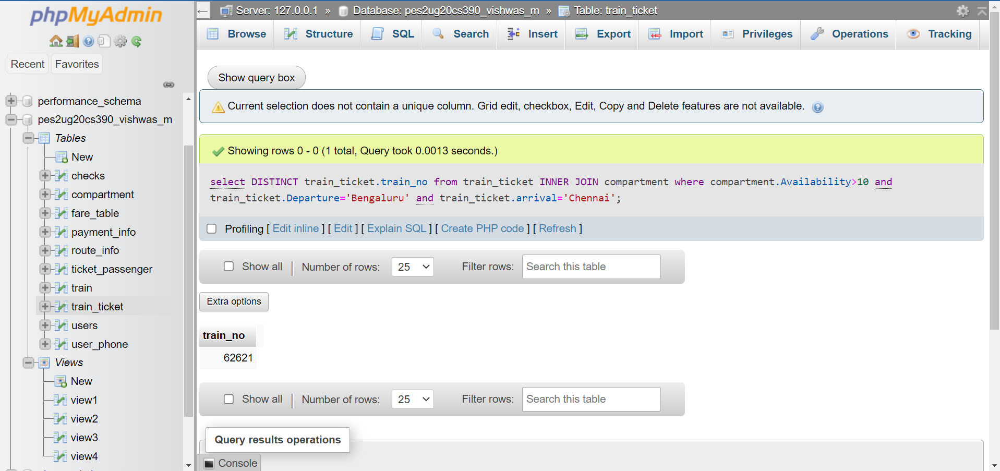 phpMyAdmin
Recent
Favorites
performance_schema
pes2ug20cs390_vishwas_m
Tables
New
checks
compartment
fare_table
payment_info
route_info
ticket_passenger
train
train_ticket
users
user_phone
Views
New
view1
view2
view3
view4
Server: 127.0.0.1 » Database: pes2ug20cs390_vishwas_m » Table: train_ticket
Browse Structure SQL Search Insert Export Import Privileges Operations Tracking
Show query box
Current selection does not contain a unique column. Grid edit, checkbox, Edit, Copy and Delete features are not available.
Showing rows 0 - 0 (1 total, Query took 0.0013 seconds.)
select DISTINCT train_ticket.train_no from train_ticket INNER JOIN compartment where compartment.Availability>10 and
train_ticket.Departure='Bengaluru' and train_ticket.arrival='Chennai';
Profiling [ Edit inline ] [ Edit ] [ Explain SQL ] [ Create PHP code ] [ Refresh ]
Show all | Number of rows: 25 Filter rows: Search this table
Extra options
train_no
62621
Show all | Number of rows: 25 Filter rows: Search this table
Query results operations
Console